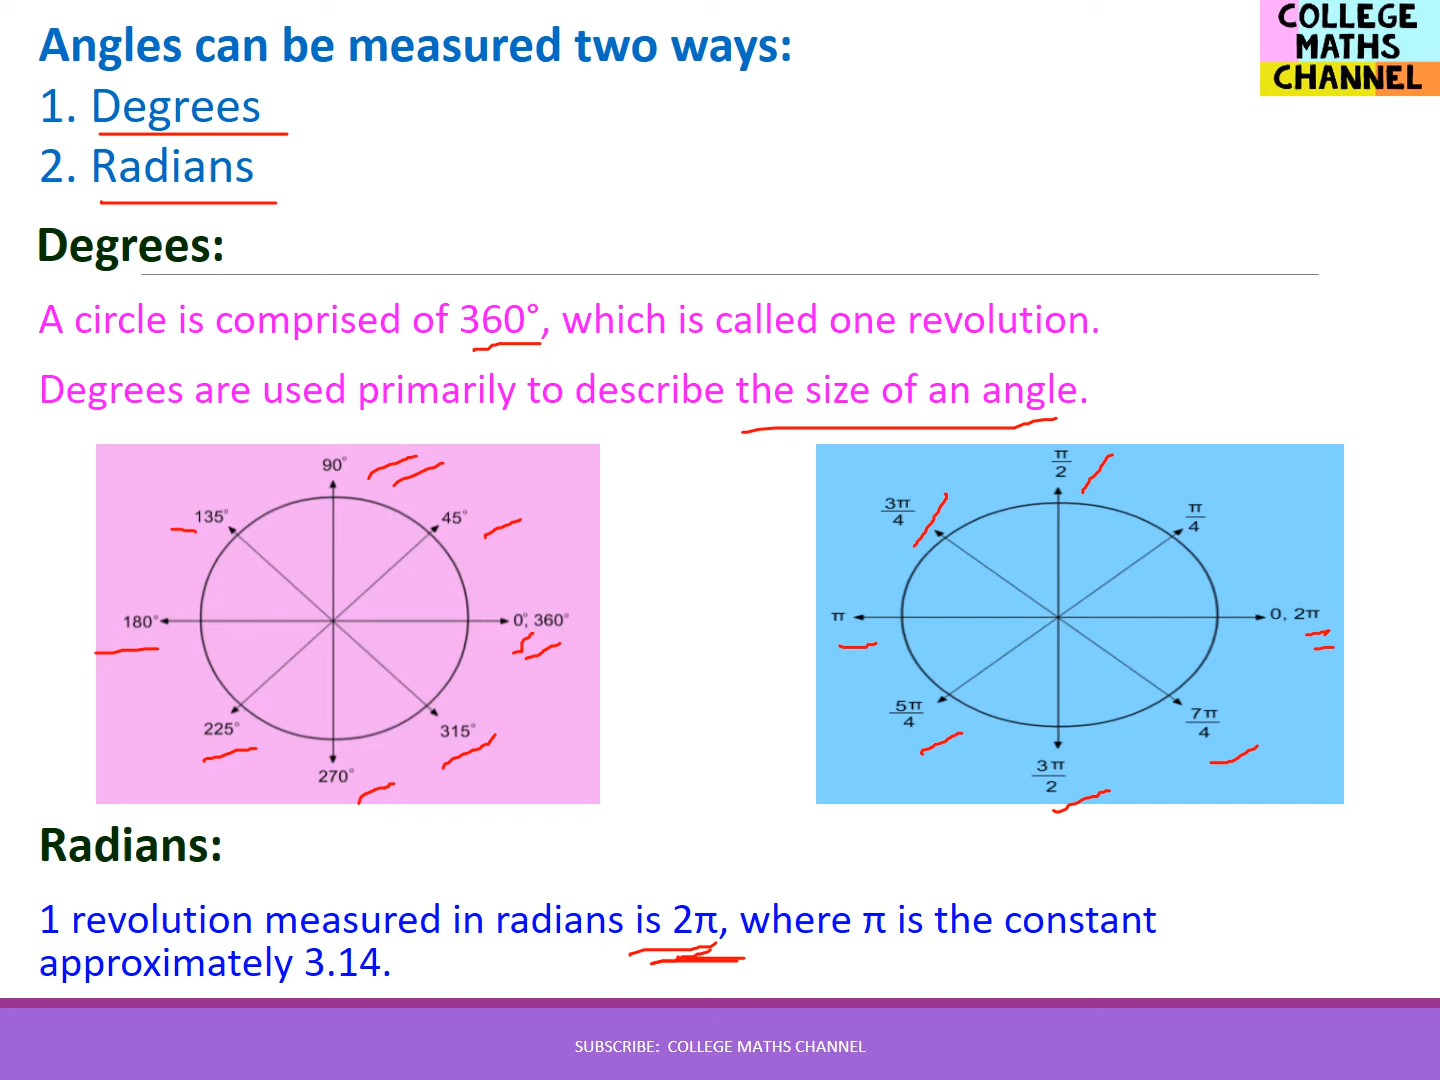 Angles can be measured two ways:
COLLEGE
MATHS
CHANNEL
1. Degrees
2. Radians
Degrees:
A circle is comprised of 360°, which is called one revolution.
Degrees are used primarily to describe the size of an angle.
90°
135°
45°
180°
0°, 360°
225°
315°
270°
π/2
3π/4
π/4
π
0, 2π
5π/4
7π/4
3π/2
Radians:
1 revolution measured in radians is 2π, where π is the constant
approximately 3.14.
SUBSCRIBE: COLLEGE MATHS CHANNEL